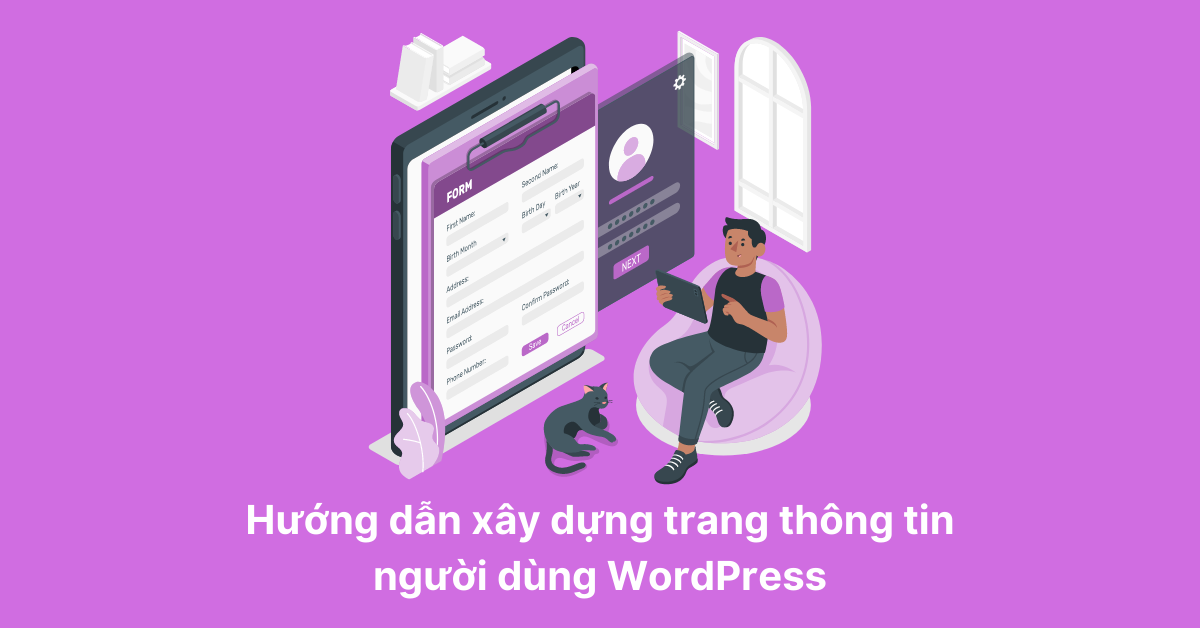 FORM
First Name:
Second Name:
Birth Month
Birth Day
Birth Year
Address:
Email Address:
Password:
Confirm Password:
Phone Number:
Save
Cancel
NEXT
Hướng dẫn xây dựng trang thông tin
người dùng WordPress